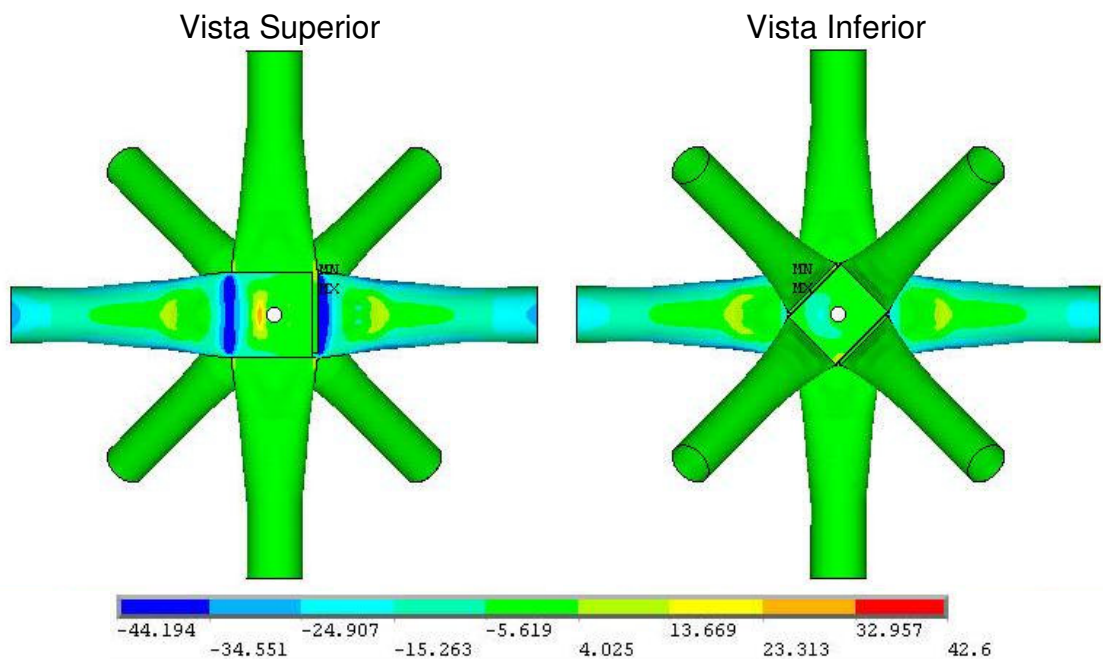 Vista Superior
Vista Inferior
MN
MX
MN
MX
-44.194 -24.907 -5.619 13.669 32.957
-34.551 -15.263 4.025 23.313 42.6